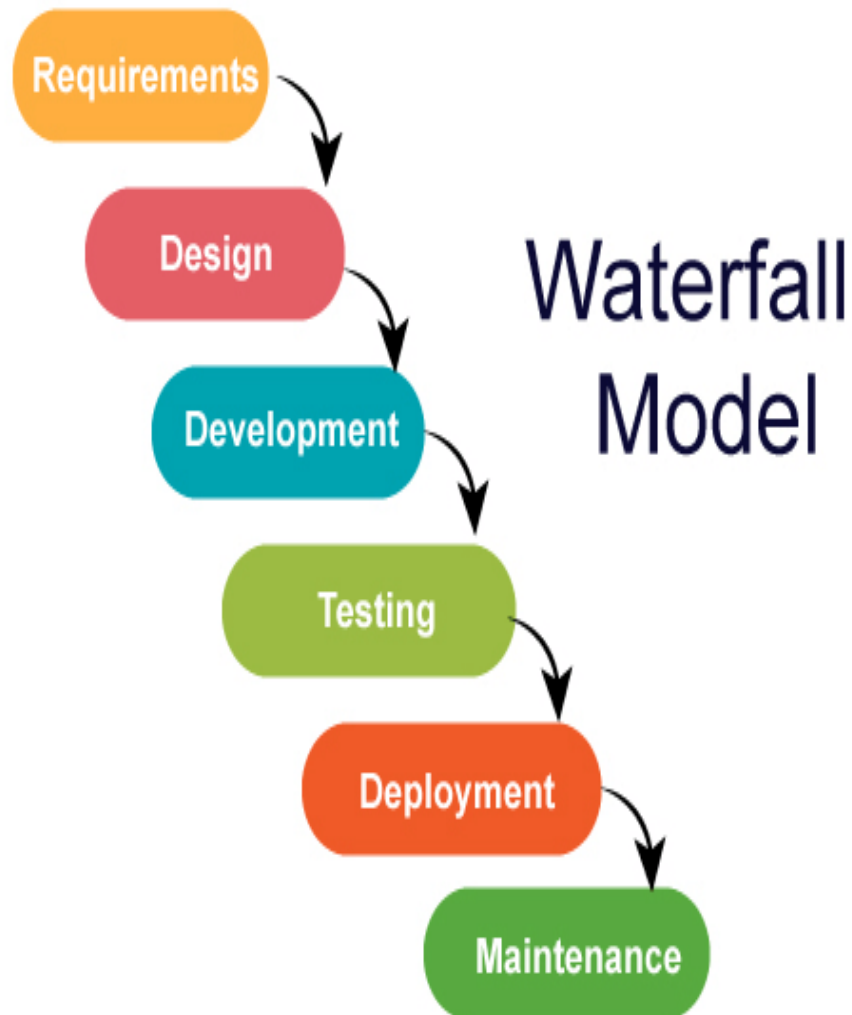 Requirements
Design
Waterfall
Model
Development
Testing
Deployment
Maintenance